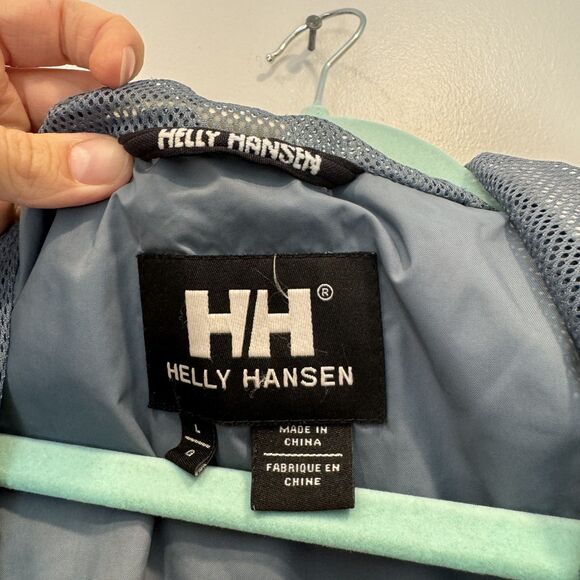 HELLY HANSEN
HH®
HELLY HANSEN
L
G
MADE IN
CHINA
FABRIQUE EN
CHINE